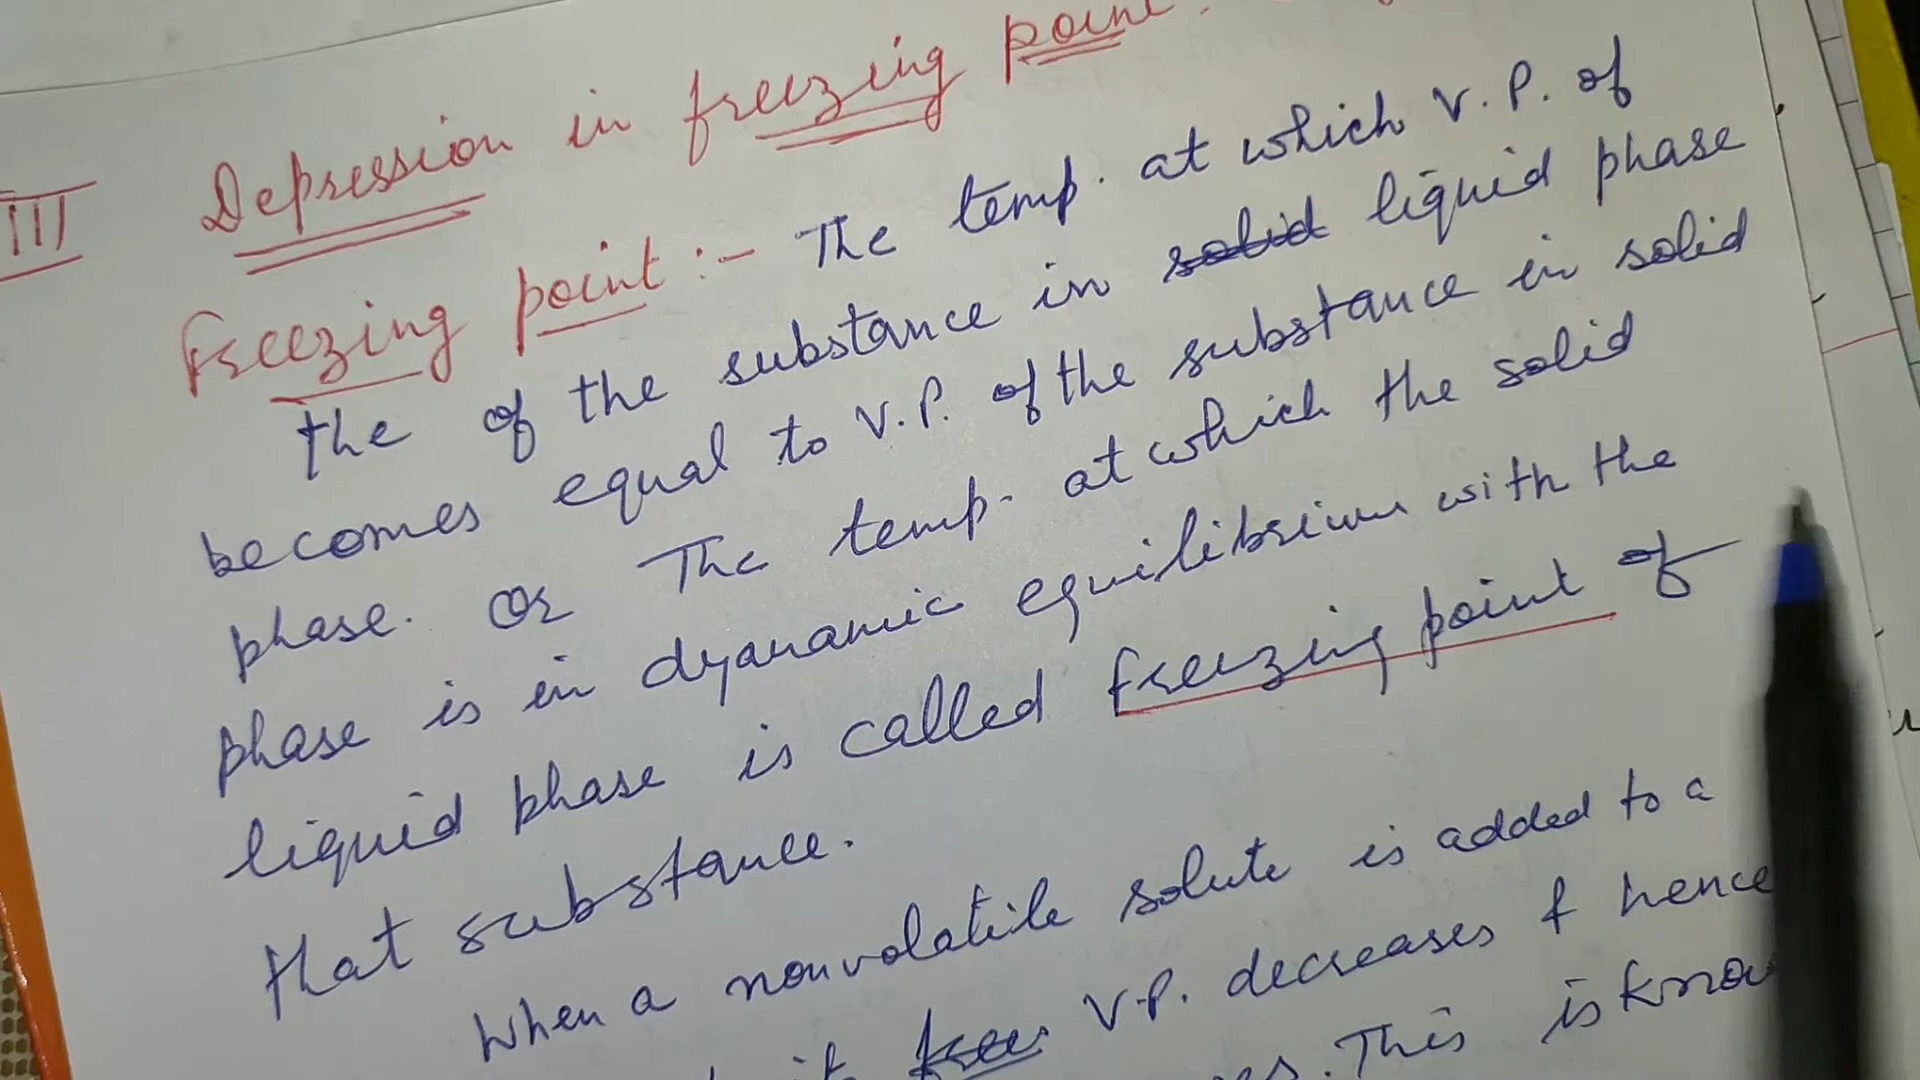 III Depression in freezing point.
Freezing point :- The temp. at which V.P. of
the of the substance in solid liquid phase
becomes equal to V.P. of the substance in solid
phase. Or The temp. at which the solid
phase is in dyanamic equilibrium with the
liquid phase is called freezing point of
that substance.
When a nonvolatile solute is added to a
it V.P. decreases & hence
. This is know